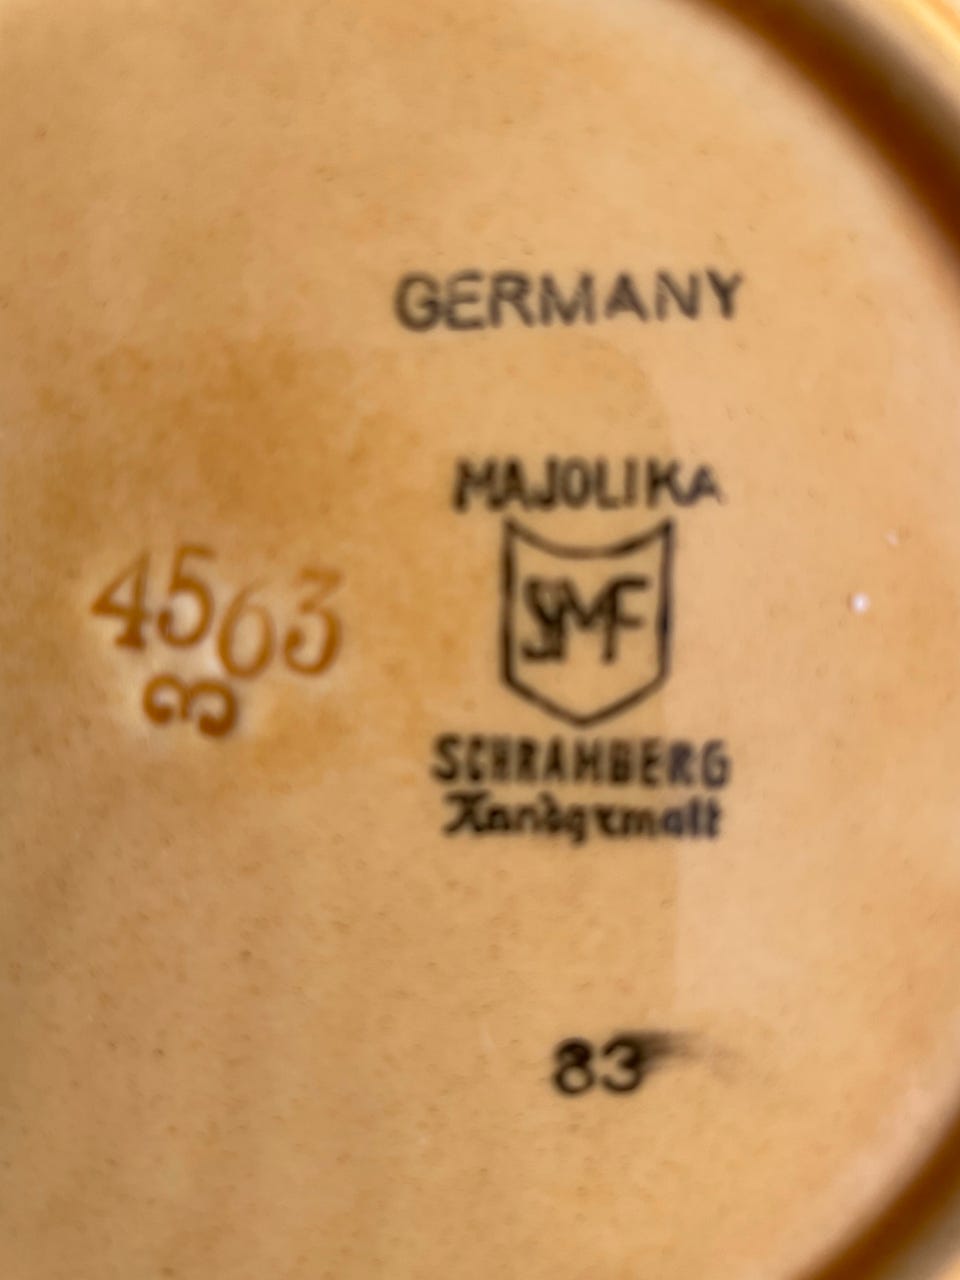 GERMANY
MAJOLIKA
SMF
SCHRAMBERG
Handgemalt
4563
3
83